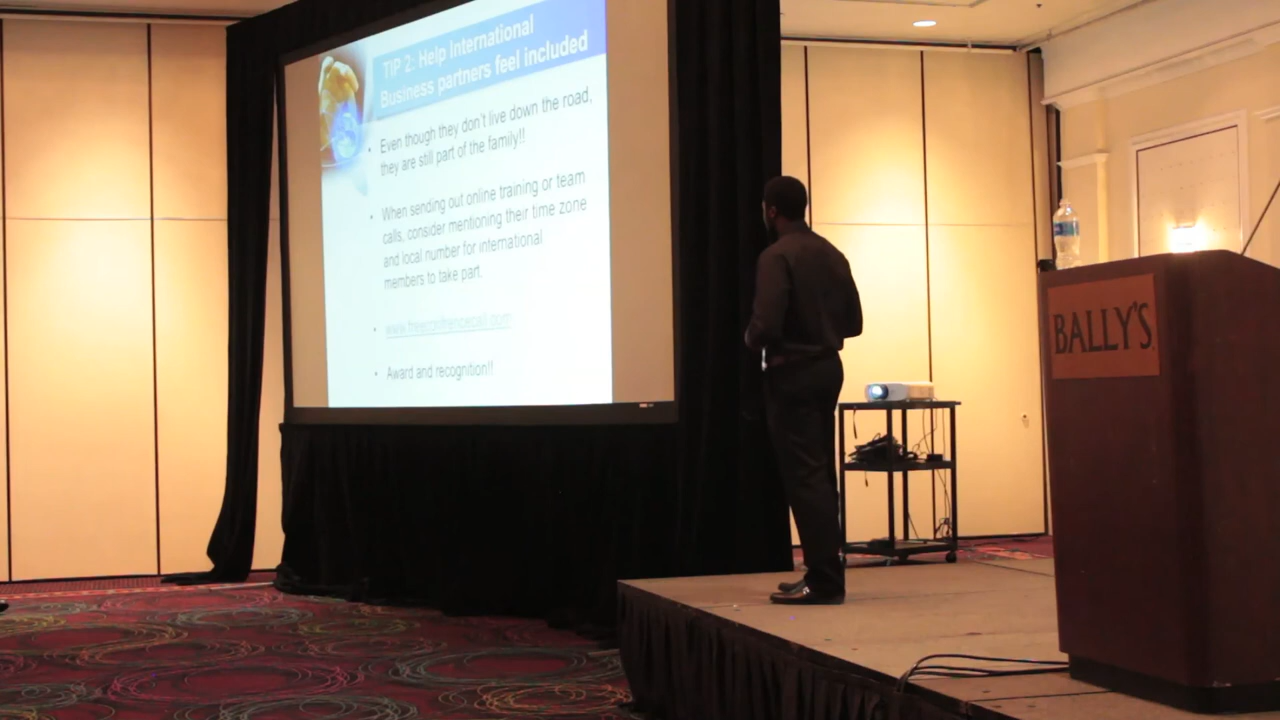 TIP 2: Help International
Business partners feel included
• Even though they don't live down the road,
they are still part of the family!!
• When sending out online training or team
calls, consider mentioning their time zone
and local number for international
members to take part.
• Award and recognition!!
BALLY'S